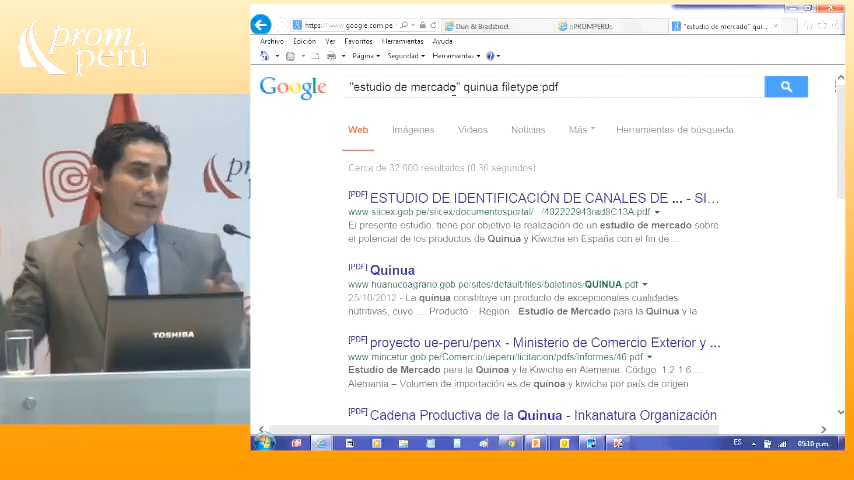 prom
perú
https://www.google.com.pe
Dun & Bradstreet
::PROMPERU::
"estudio de mercado" qui...
Archivo Edición Ver Favoritos Herramientas Ayuda
Página Seguridad Herramientas
Google
"estudio de mercado" quinua filetype:pdf
Web Imágenes Videos Noticias Más Herramientas de búsqueda
Cerca de 32,600 resultados (0.36 segundos)
[PDF] ESTUDIO DE IDENTIFICACIÓN DE CANALES DE ... - SI...
www.siicex.gob.pe/siicex/documentosportal/.../402222943rad8C13A.pdf
El presente estudio, tiene por objetivo la realización de un estudio de mercado sobre
el potencial de los productos de Quinua y Kiwicha en España con el fin de ...
[PDF] Quinua
www.huanucoagrario.gob.pe/sites/default/files/boletines/QUINUA.pdf
25/10/2012 - La quinua constituye un producto de excepcionales cualidades
nutritivas, cuyo .... Producto – Región · Estudio de Mercado para la Quinua y la
[PDF] proyecto ue-peru/penx - Ministerio de Comercio Exterior y ...
www.mincetur.gob.pe/Comercio/ueperu/licitacion/pdfs/Informes/46.pdf
Estudio de Mercado para la Quínoa y la Kiwicha en Alemania. Código: 1.2.1.6 ...
Alemania – Volumen de importación es de quínoa y kiwicha por país de origen
[PDF] Cadena Productiva de la Quinua - Inkanatura Organización
ES
05:10 p.m.
TOSHIBA